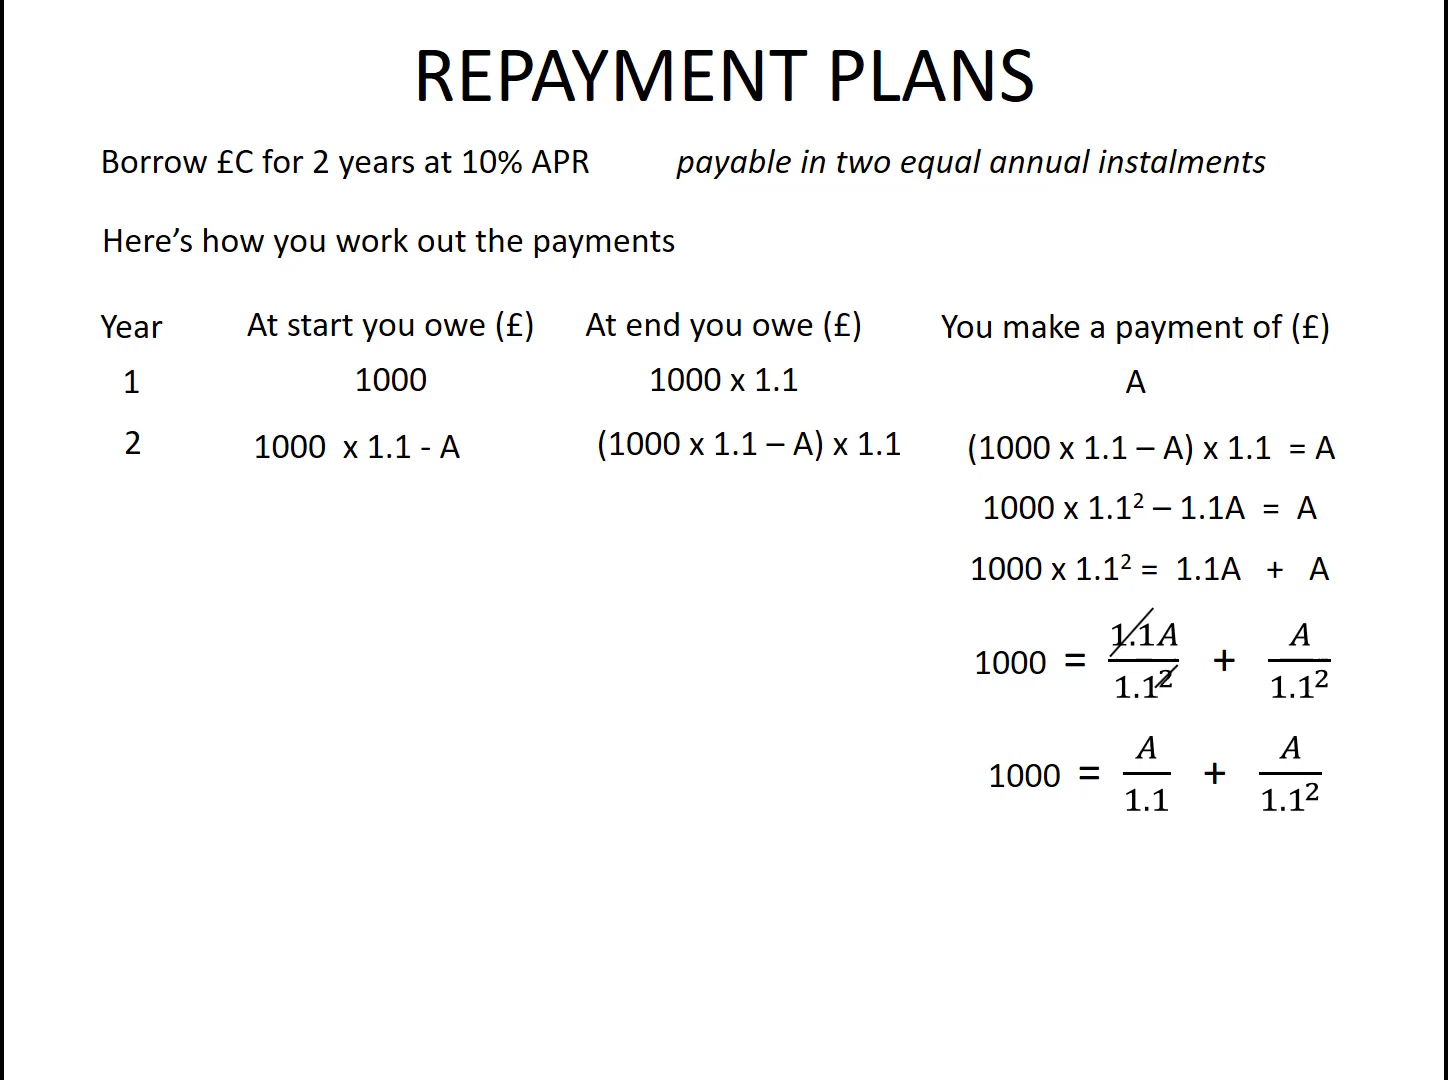 REPAYMENT PLANS
Borrow £C for 2 years at 10% APR payable in two equal annual instalments
Here’s how you work out the payments
Year At start you owe (£) At end you owe (£) You make a payment of (£)
1 1000 1000 x 1.1 A
2 1000 x 1.1 - A (1000 x 1.1 – A) x 1.1 (1000 x 1.1 – A) x 1.1 = A
1000 x 1.1² – 1.1A = A
1000 x 1.1² = 1.1A + A
1000 = 1.1A/1.1² + A/1.1²
1000 = A/1.1 + A/1.1²